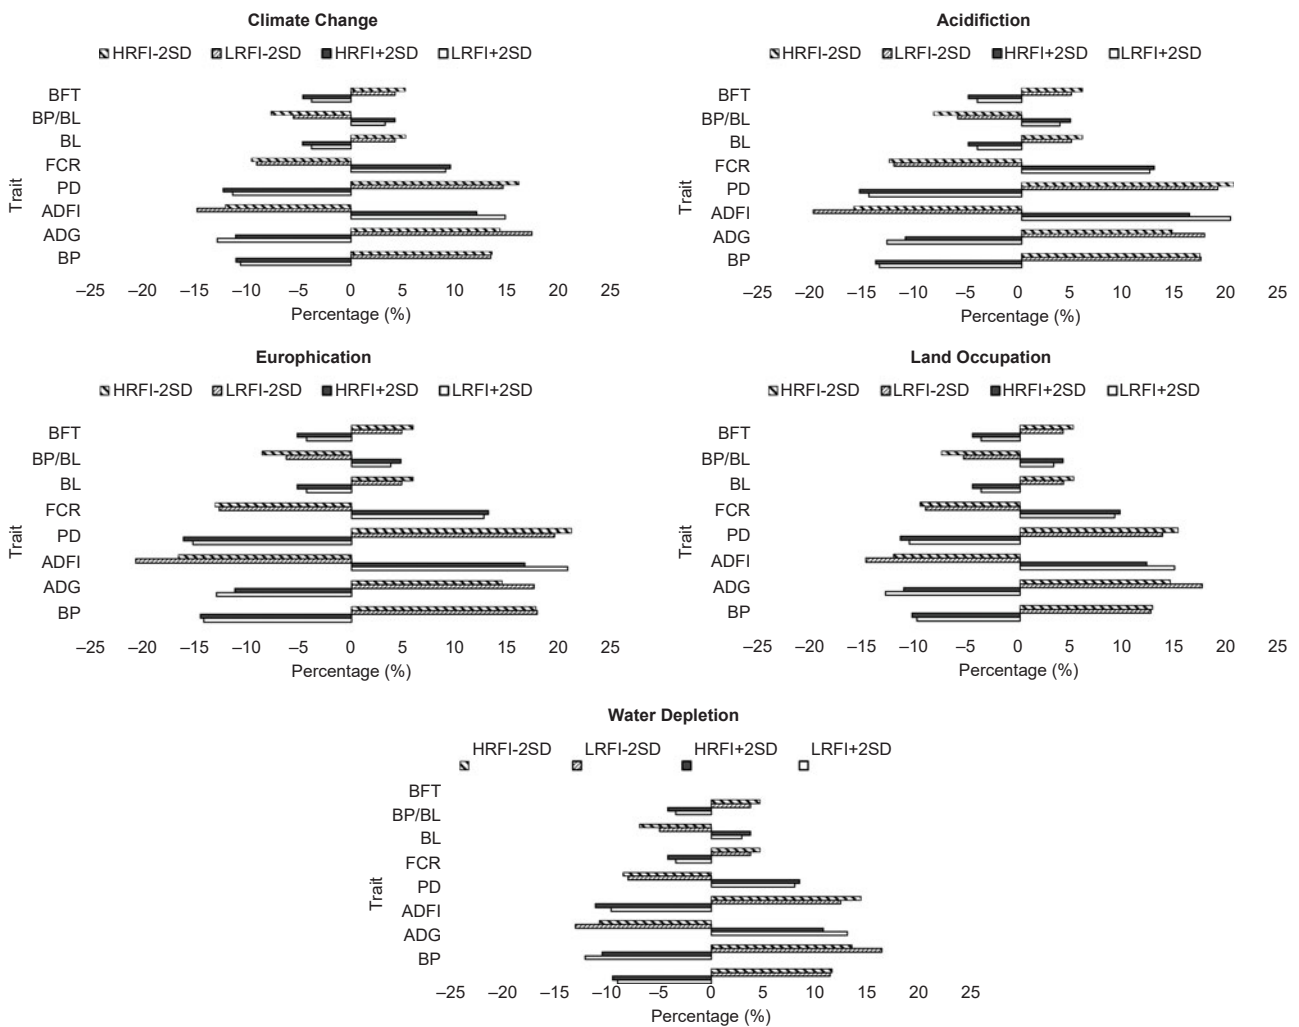 Climate Change
HRFI-2SD LRFI-2SD HRFI+2SD LRFI+2SD
BFT
BP/BL
BL
FCR
PD
ADFI
ADG
BP
Trait
–25 –20 –15 –10 –5 0 5 10 15 20 25
Percentage (%)
Acidifiction
HRFI-2SD LRFI-2SD HRFI+2SD LRFI+2SD
BFT
BP/BL
BL
FCR
PD
ADFI
ADG
BP
Trait
–25 –20 –15 –10 –5 0 5 10 15 20 25
Percentage (%)
Europhication
HRFI-2SD LRFI-2SD HRFI+2SD LRFI+2SD
BFT
BP/BL
BL
FCR
PD
ADFI
ADG
BP
Trait
–25 –20 –15 –10 –5 0 5 10 15 20 25
Percentage (%)
Land Occupation
HRFI-2SD LRFI-2SD HRFI+2SD LRFI+2SD
BFT
BP/BL
BL
FCR
PD
ADFI
ADG
BP
Trait
–25 –20 –15 –10 –5 0 5 10 15 20 25
Percentage (%)
Water Depletion
HRFI-2SD LRFI-2SD HRFI+2SD LRFI+2SD
BFT
BP/BL
BL
FCR
PD
ADFI
ADG
BP
Trait
–25 –20 –15 –10 –5 0 5 10 15 20 25
Percentage (%)